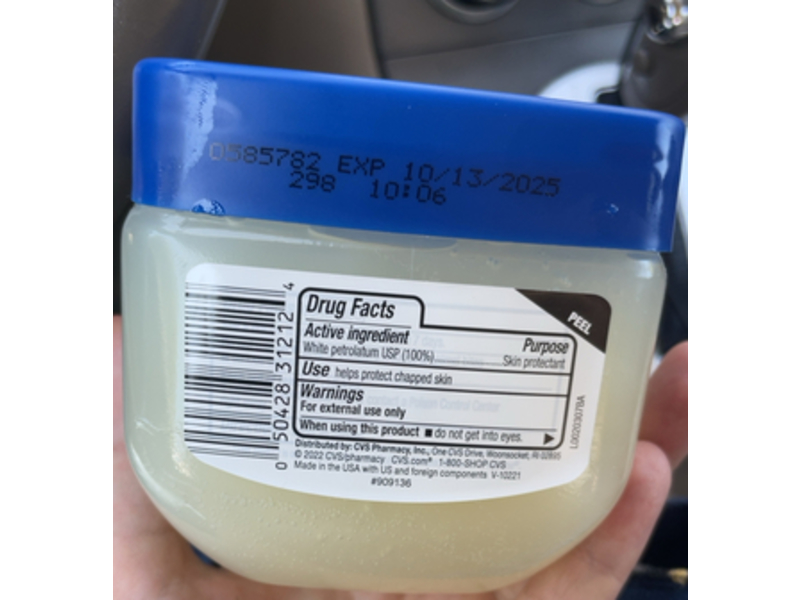 0585782 EXP 10/13/2025
298 10:06
PEEL
Drug Facts
Active ingredient Purpose
White petrolatum USP (100%) Skin protectant
Use helps protect chapped skin
Warnings
For external use only
When using this product ■ do not get into eyes. ▶
Distributed by: CVS Pharmacy, Inc., One CVS Drive, Woonsocket, RI 02895
© 2022 CVS/pharmacy CVS.com® 1-800-SHOP CVS
Made in the USA with US and foreign components V-10221
#909136
0 50428 31212 4
L0020307BA